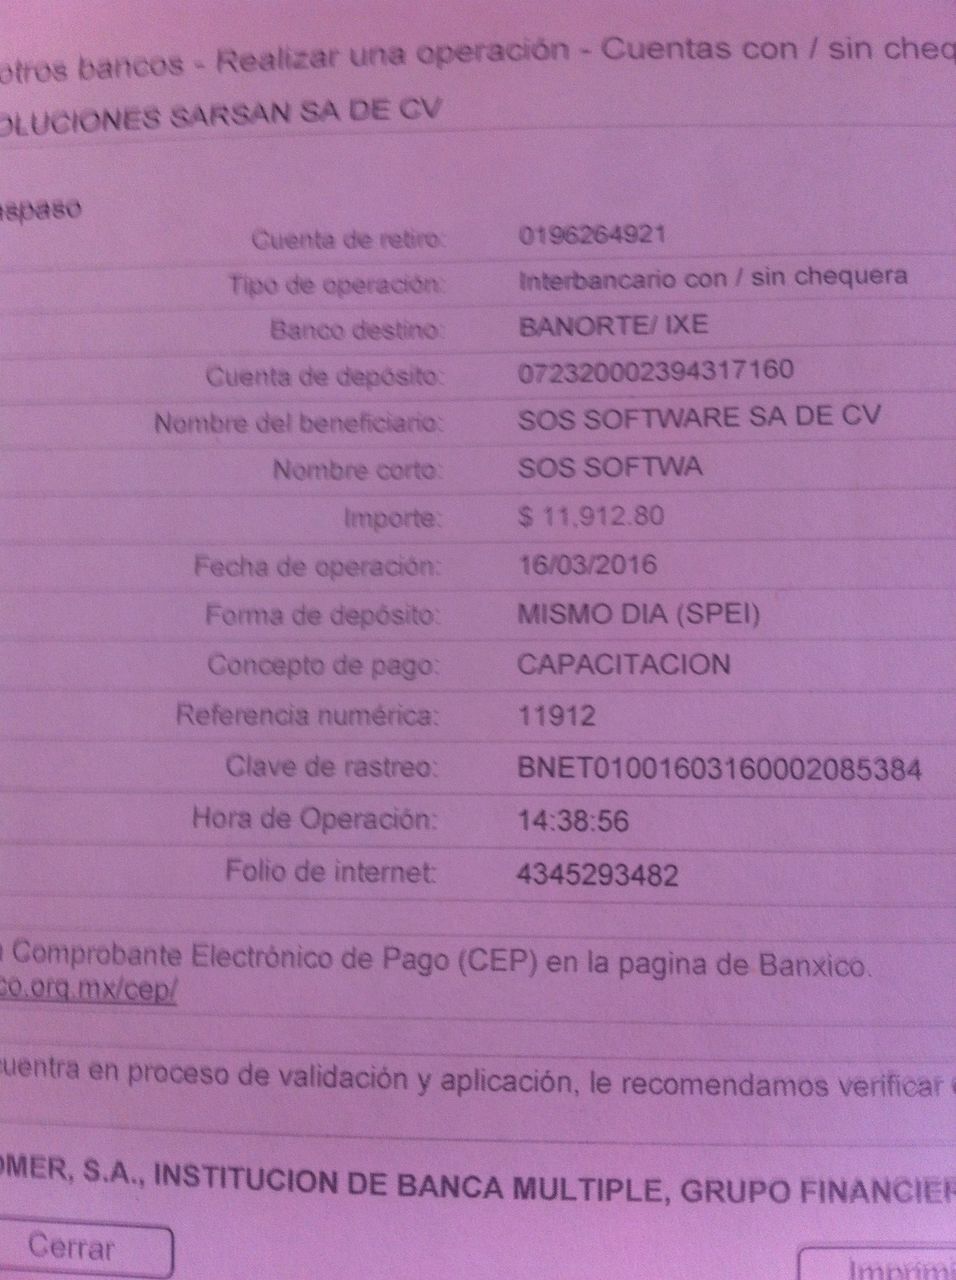 otros bancos - Realizar una operación - Cuentas con / sin cheq
OLUCIONES SARSAN SA DE CV
aspaso
Cuenta de retiro: 0196264921
Tipo de operación: Interbancario con / sin chequera
Banco destino: BANORTE/ IXE
Cuenta de depósito: 072320002394317160
Nombre del beneficiario: SOS SOFTWARE SA DE CV
Nombre corto: SOS SOFTWA
Importe: $ 11,912.80
Fecha de operación: 16/03/2016
Forma de depósito: MISMO DIA (SPEI)
Concepto de pago: CAPACITACION
Referencia numérica: 11912
Clave de rastreo: BNET01001603160002085384
Hora de Operación: 14:38:56
Folio de internet: 4345293482
Comprobante Electrónico de Pago (CEP) en la pagina de Banxico.
co.org.mx/cep/
cuentra en proceso de validación y aplicación, le recomendamos verificar
OMER, S.A., INSTITUCION DE BANCA MULTIPLE, GRUPO FINANCIER
Cerrar
Imprimi